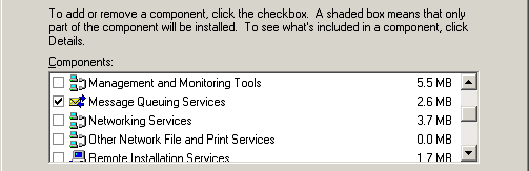 To add or remove a component, click the checkbox. A shaded box means that only
part of the component will be installed. To see what's included in a component, click
Details.
Components:
Management and Monitoring Tools 5.5 MB
Message Queuing Services 2.6 MB
Networking Services 3.7 MB
Other Network File and Print Services 0.0 MB
Remote Installation Services 1.7 MB